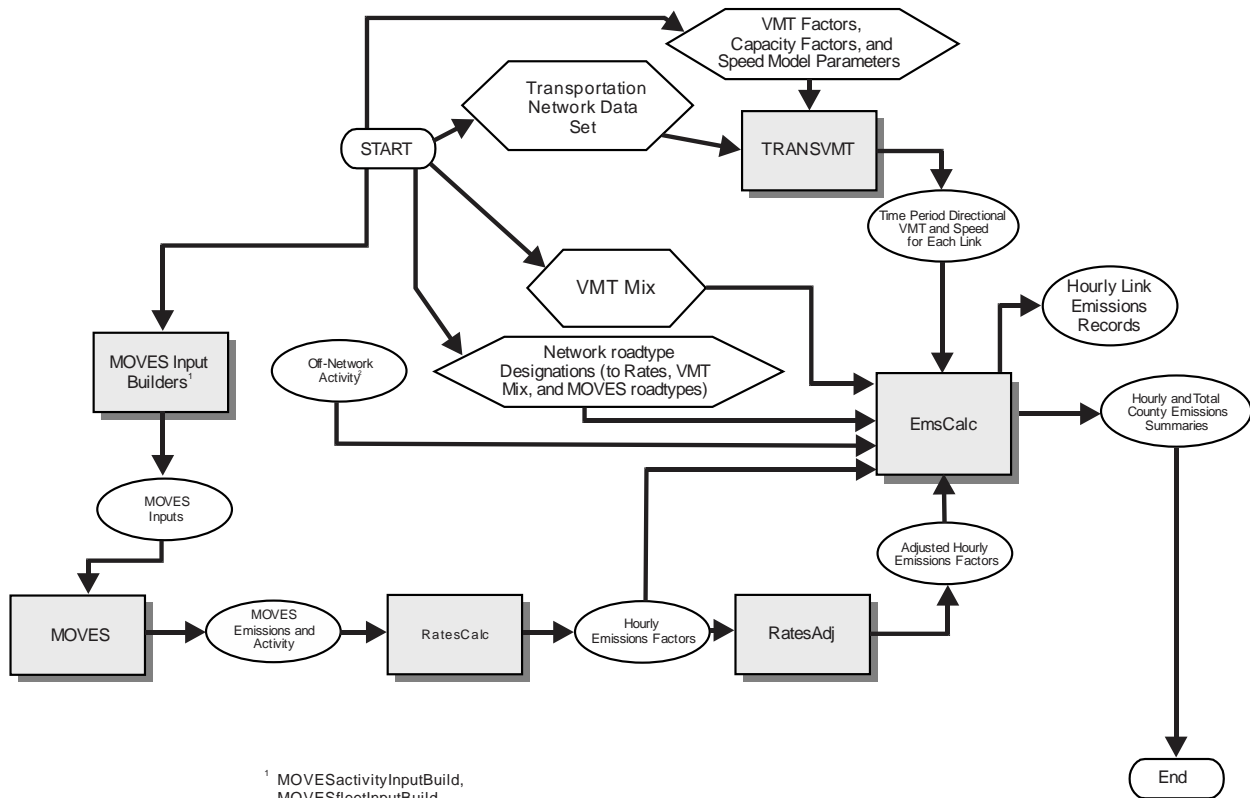 VMT Factors,
Capacity Factors, and
Speed Model Parameters
Transportation
Network Data
Set
START
TRANSVMT
Time Period Directional
VMT and Speed
for Each Link
VMT Mix
Hourly Link
Emissions
Records
MOVES Input
Builders¹
Off-Network
Activity²
Network roadtype
Designations (to Rates, VMT
Mix, and MOVES roadtypes)
EmsCalc
Hourly and Total
County Emissions
Summaries
MOVES
Inputs
Adjusted Hourly
Emissions Factors
MOVES
MOVES
Emissions and
Activity
RatesCalc
Hourly
Emissions Factors
RatesAdj
End
¹ MOVESactivityInputBuild,
MOVESfleetInputBuild